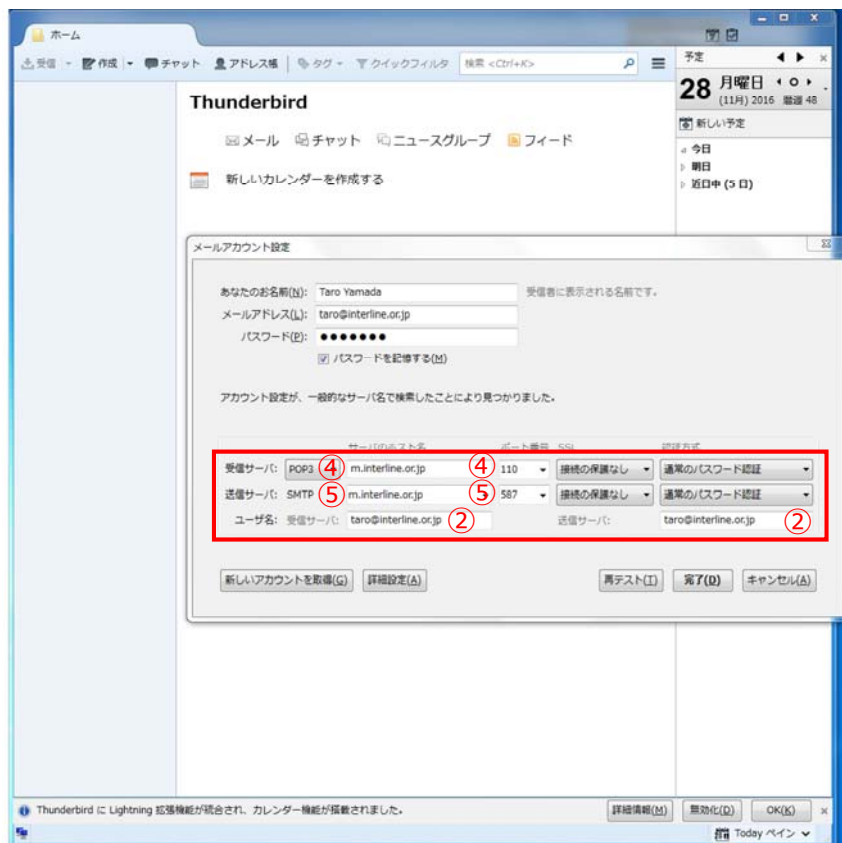 ホーム
受信 作成 チャット アドレス帳 タグ クイックフィルタ 検索 <Ctrl+K>
予定
28 月曜日
(11月) 2016 暦週 48
新しい予定
今日
明日
近日中 (5 日)
Thunderbird
メール チャット ニュースグループ フィード
新しいカレンダーを作成する
メールアカウント設定
あなたのお名前(N): Taro Yamada 受信者に表示される名前です。
メールアドレス(L): taro@interline.or.jp
パスワード(P): ●●●●●●●
パスワードを記憶する(M)
アカウント設定が、一般的なサーバ名で検索したことにより見つかりました。
サーバのホスト名 ポート番号 SSL 認証方式
受信サーバ: POP3 ④ m.interline.or.jp ④ 110 接続の保護なし 通常のパスワード認証
送信サーバ: SMTP ⑤ m.interline.or.jp ⑤ 587 接続の保護なし 通常のパスワード認証
ユーザ名: 受信サーバ: taro@interline.or.jp ② 送信サーバ: taro@interline.or.jp ②
新しいアカウントを取得(G) 詳細設定(A) 再テスト(T) 完了(D) キャンセル(A)
Thunderbird に Lightning 拡張機能が統合され、カレンダー機能が搭載されました。 詳細情報(M) 無効化(D) OK(K)
Today ペイン